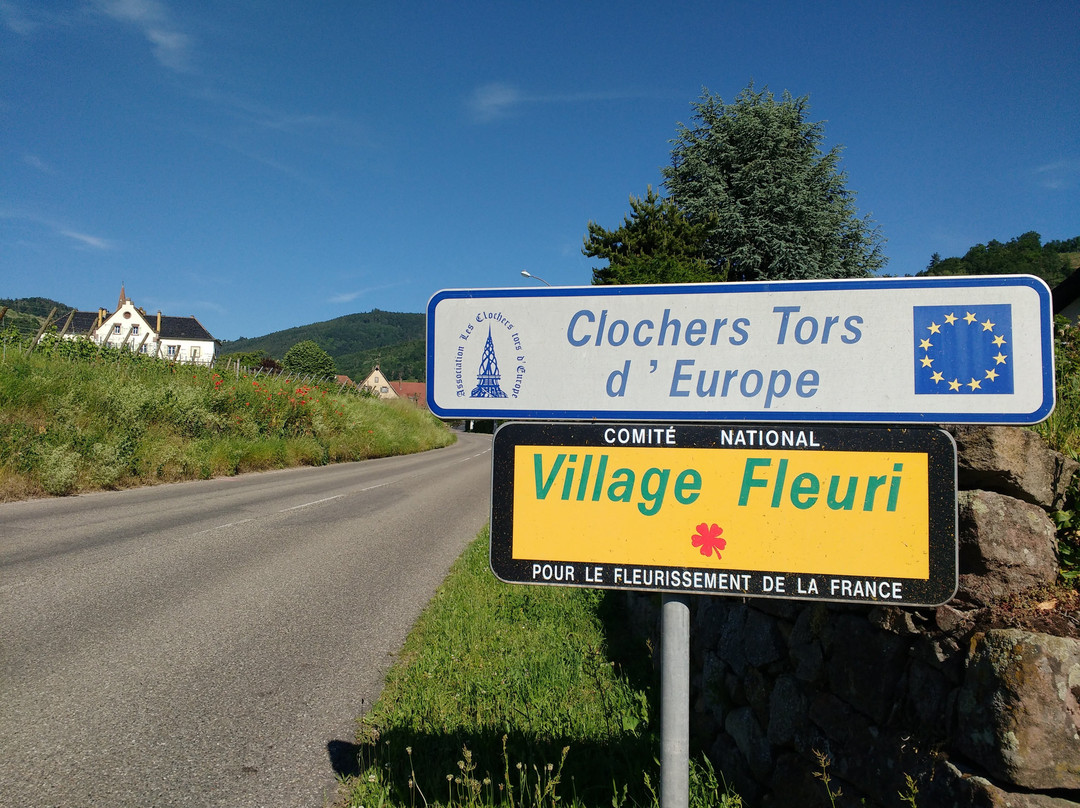 Association Les Clochers tors d'Europe
Clochers Tors
d ' Europe
COMITÉ NATIONAL
Village Fleuri
POUR LE FLEURISSEMENT DE LA FRANCE